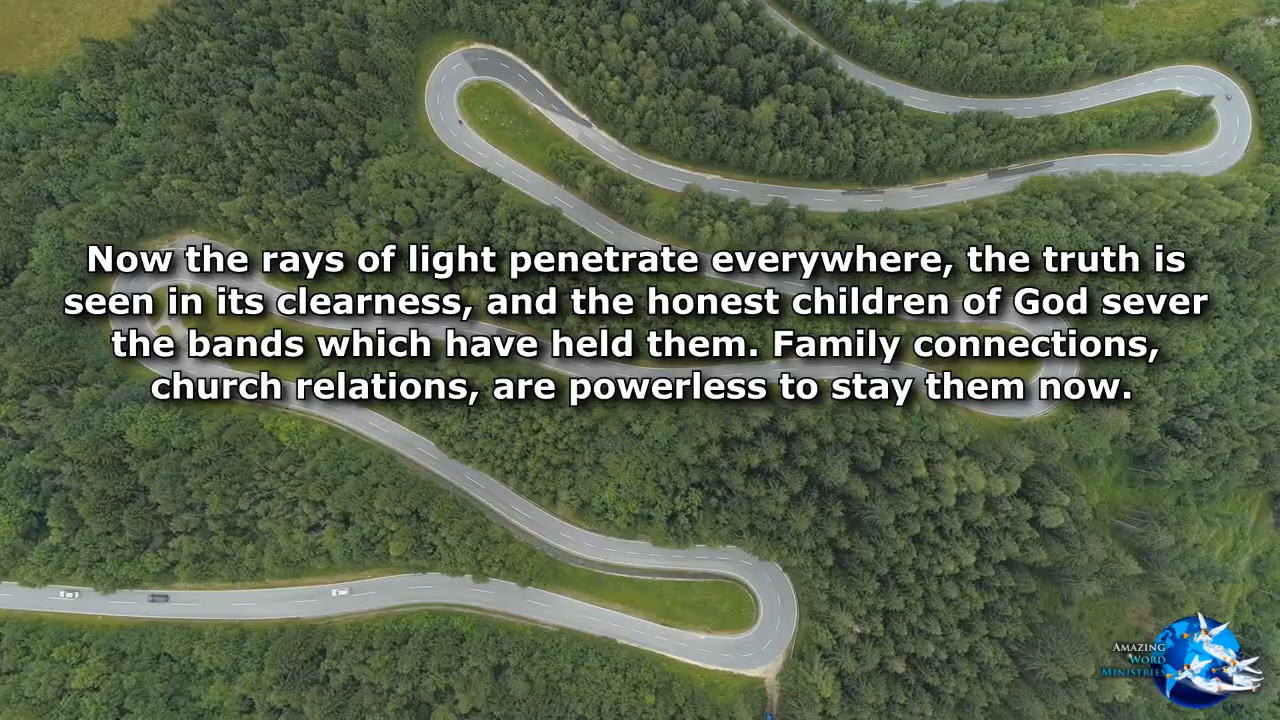 Now the rays of light penetrate everywhere, the truth is
seen in its clearness, and the honest children of God sever
the bands which have held them. Family connections,
church relations, are powerless to stay them now.
Amazing
Word
Ministries